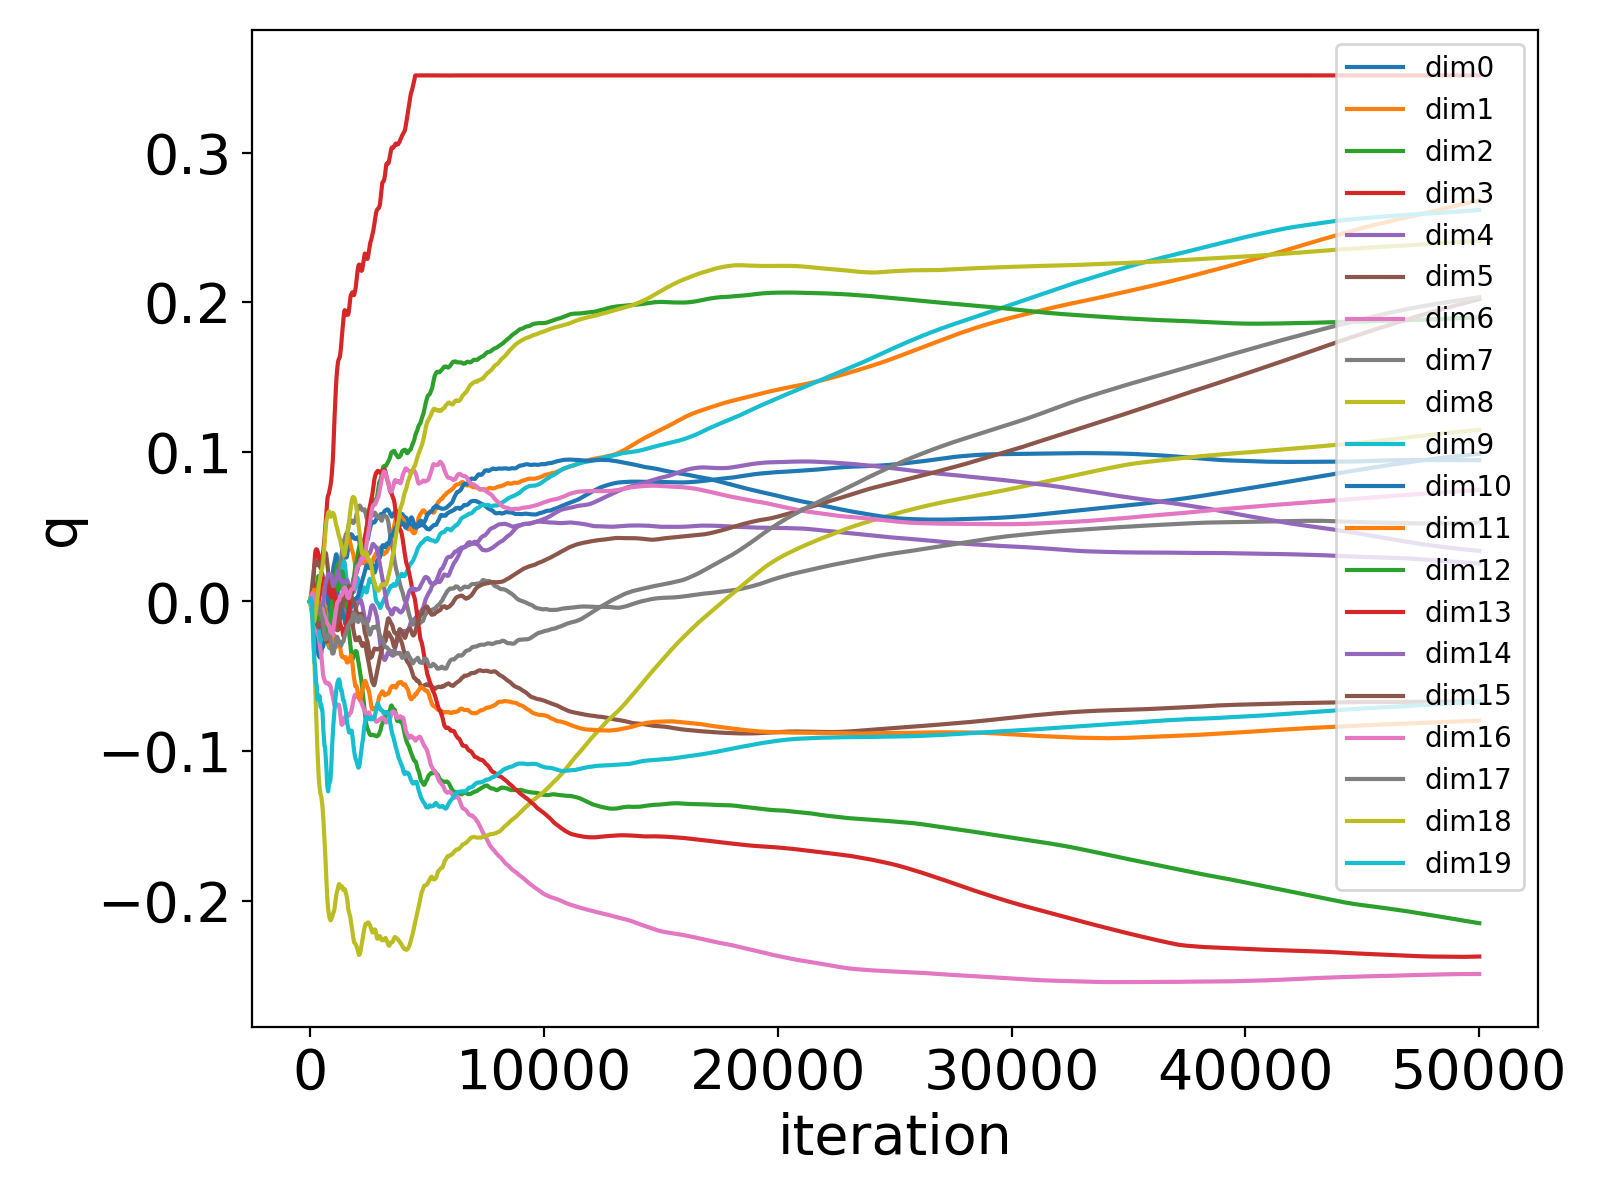 q
0.3
0.2
0.1
0.0
−0.1
−0.2
0 10000 20000 30000 40000 50000
iteration
dim0
dim1
dim2
dim3
dim4
dim5
dim6
dim7
dim8
dim9
dim10
dim11
dim12
dim13
dim14
dim15
dim16
dim17
dim18
dim19